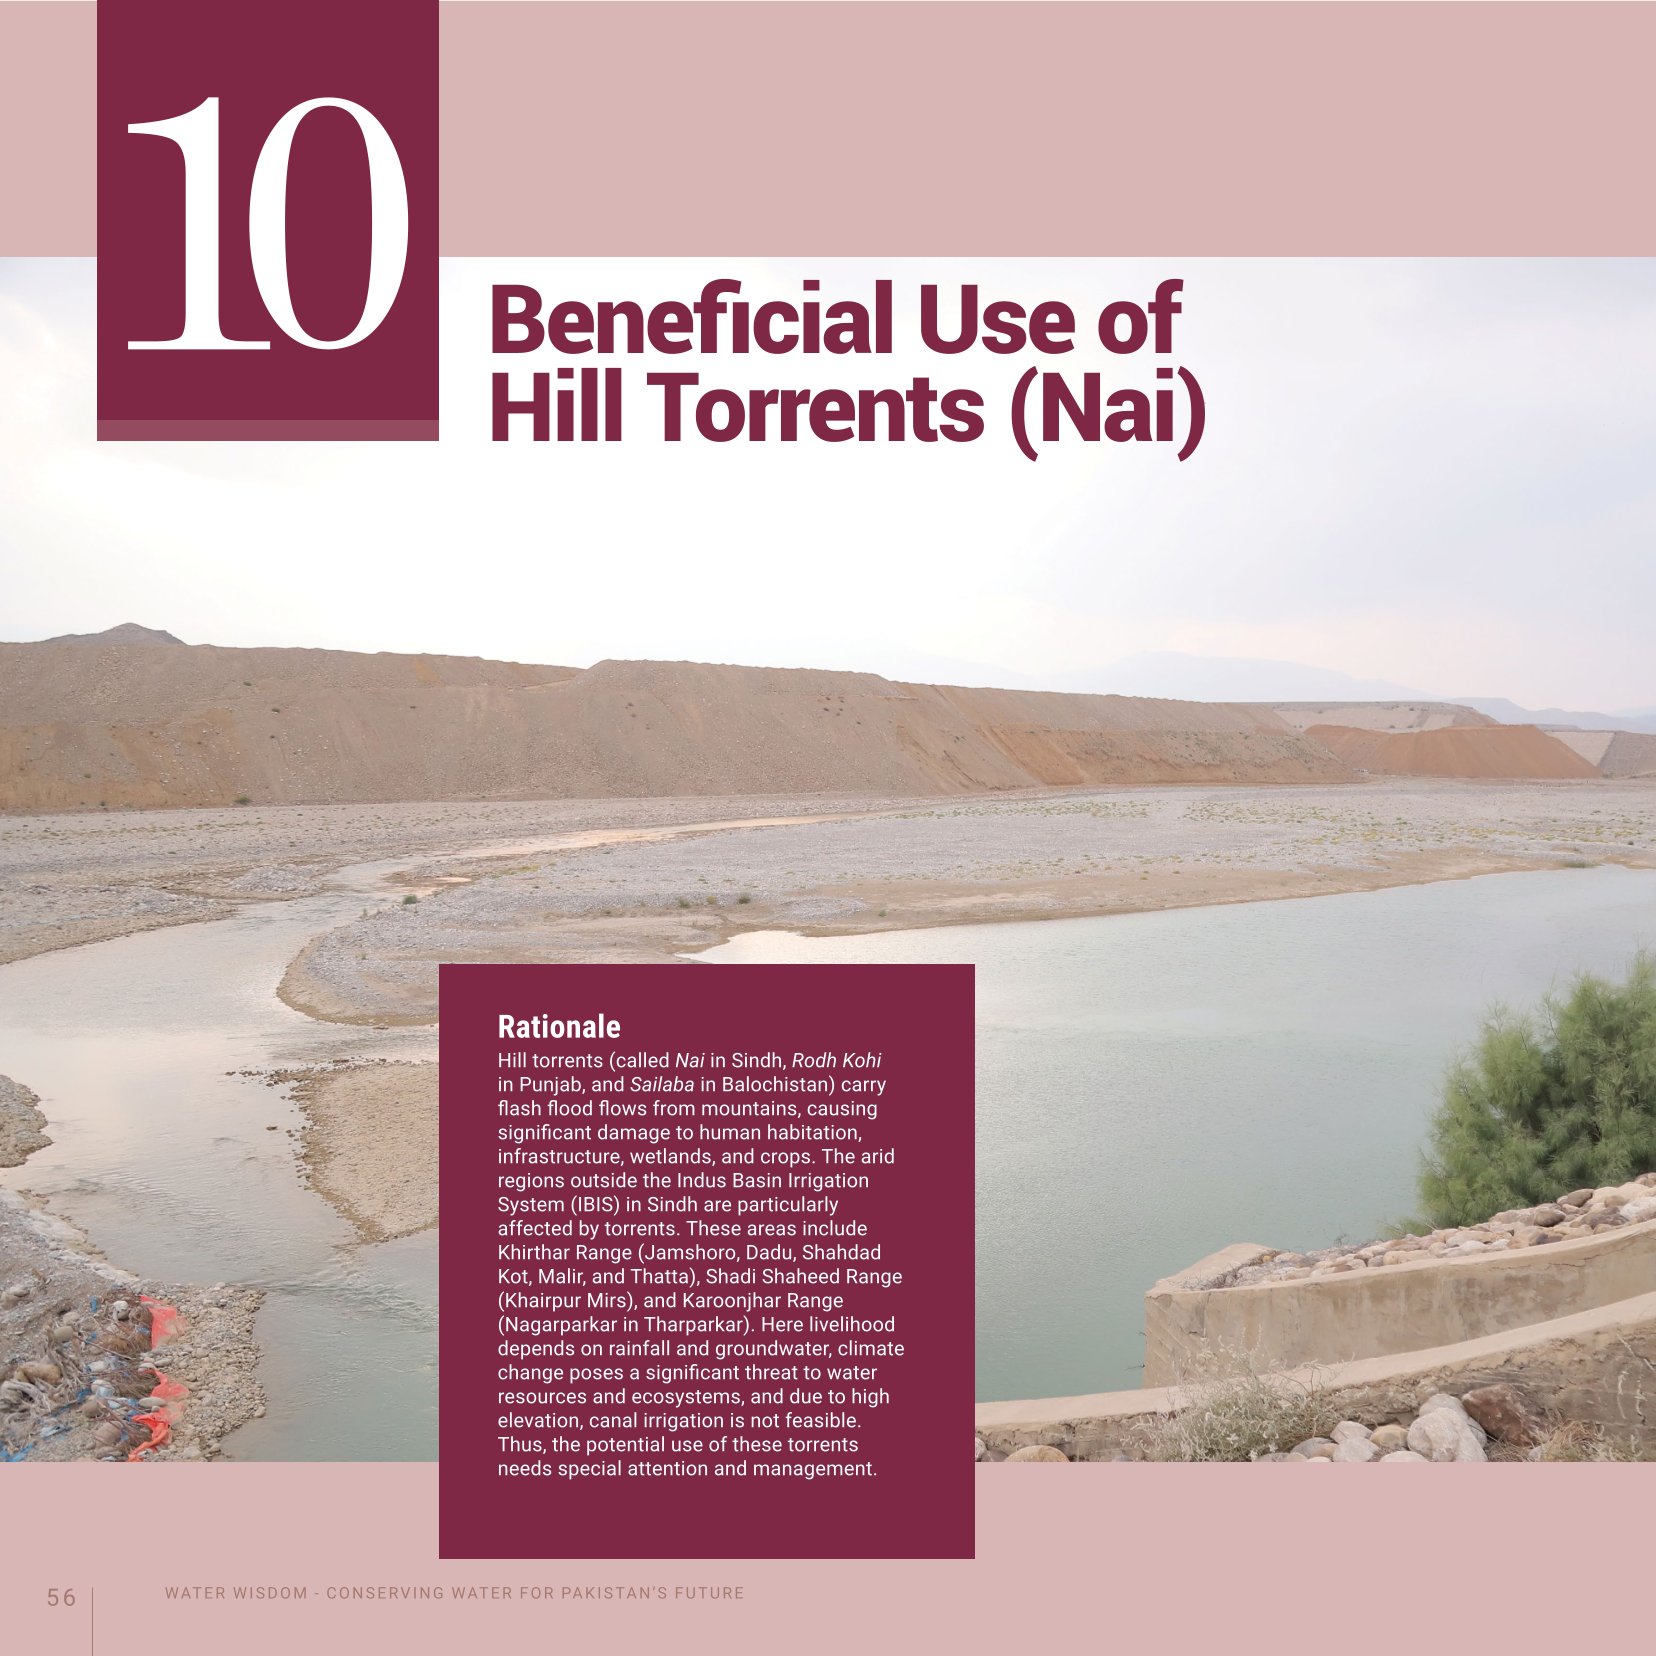 10
Beneficial Use of
Hill Torrents (Nai)
Rationale
Hill torrents (called Nai in Sindh, Rodh Kohi
in Punjab, and Sailaba in Balochistan) carry
flash flood flows from mountains, causing
significant damage to human habitation,
infrastructure, wetlands, and crops. The arid
regions outside the Indus Basin Irrigation
System (IBIS) in Sindh are particularly
affected by torrents. These areas include
Khirthar Range (Jamshoro, Dadu, Shahdad
Kot, Malir, and Thatta), Shadi Shaheed Range
(Khairpur Mirs), and Karoonjhar Range
(Nagarparkar in Tharparkar). Here livelihood
depends on rainfall and groundwater, climate
change poses a significant threat to water
resources and ecosystems, and due to high
elevation, canal irrigation is not feasible.
Thus, the potential use of these torrents
needs special attention and management.
56
WATER WISDOM - CONSERVING WATER FOR PAKISTAN'S FUTURE